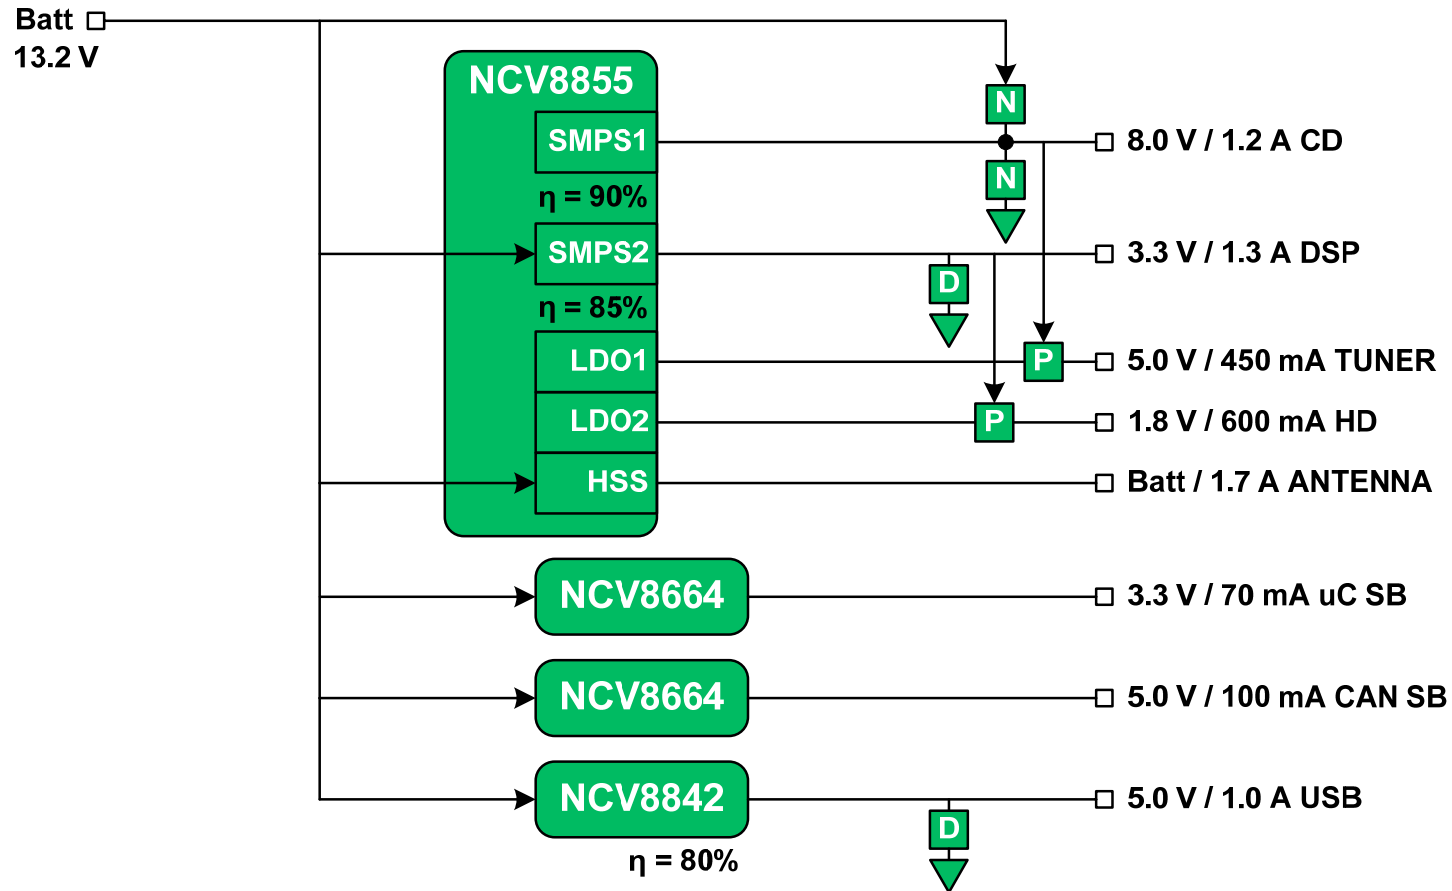 Batt
13.2 V
NCV8855
N
SMPS1
8.0 V / 1.2 A CD
N
η = 90%
SMPS2
3.3 V / 1.3 A DSP
D
η = 85%
LDO1
P
5.0 V / 450 mA TUNER
LDO2
P
1.8 V / 600 mA HD
HSS
Batt / 1.7 A ANTENNA
NCV8664
3.3 V / 70 mA uC SB
NCV8664
5.0 V / 100 mA CAN SB
NCV8842
5.0 V / 1.0 A USB
D
η = 80%